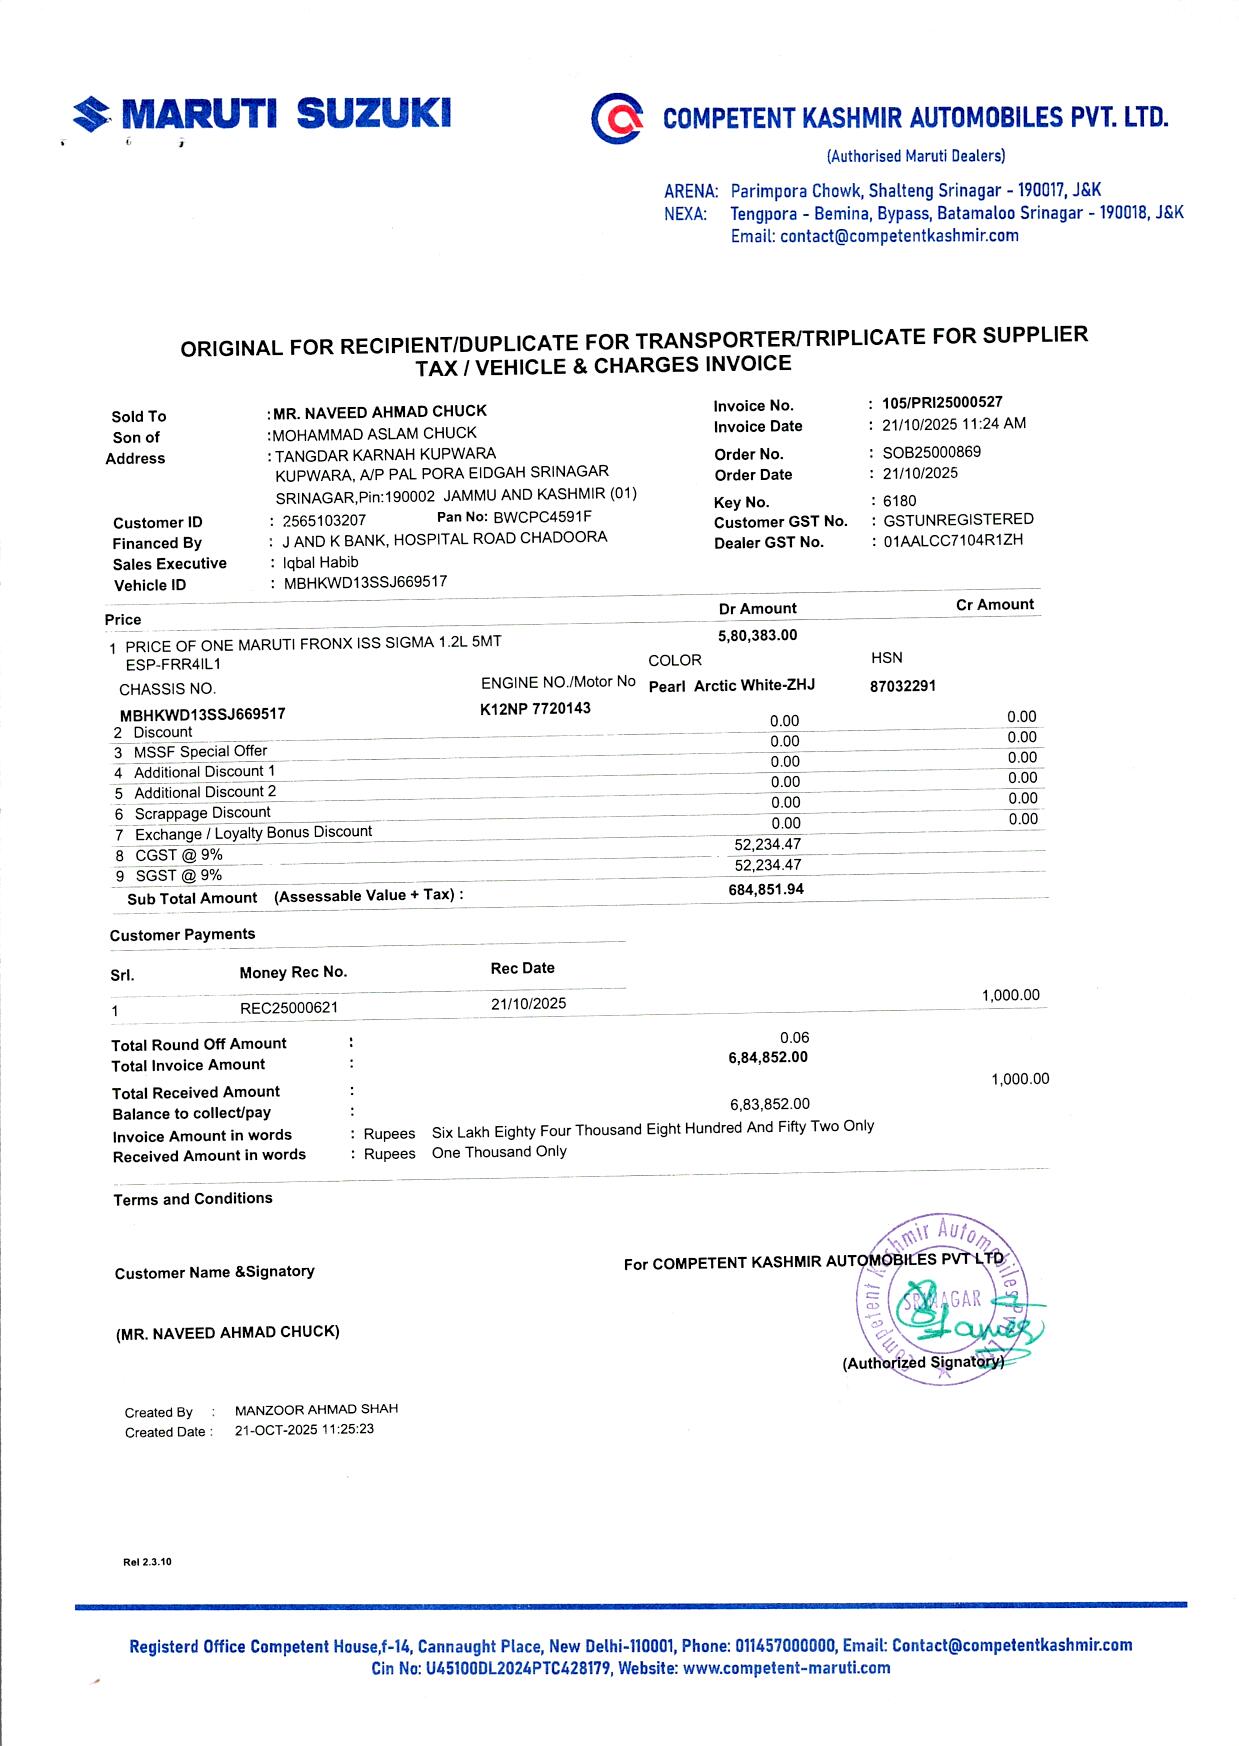 MARUTI SUZUKI
COMPETENT KASHMIR AUTOMOBILES PVT. LTD.
(Authorised Maruti Dealers)
ARENA: Parimpora Chowk, Shalteng Srinagar - 190017, J&K
NEXA: Tengpora - Bemina, Bypass, Batamaloo Srinagar - 190018, J&K
Email: contact@competentkashmir.com
ORIGINAL FOR RECIPIENT/DUPLICATE FOR TRANSPORTER/TRIPLICATE FOR SUPPLIER
TAX / VEHICLE & CHARGES INVOICE
Sold To : MR. NAVEED AHMAD CHUCK
Son of : MOHAMMAD ASLAM CHUCK
Address : TANGDAR KARNAH KUPWARA
KUPWARA, A/P PAL PORA EIDGAH SRINAGAR
SRINAGAR,Pin:190002 JAMMU AND KASHMIR (01)
Customer ID : 2565103207 Pan No: BWCPC4591F
Financed By : J AND K BANK, HOSPITAL ROAD CHADOORA
Sales Executive : Iqbal Habib
Vehicle ID : MBHKWD13SSJ669517
Invoice No. : 105/PRI25000527
Invoice Date : 21/10/2025 11:24 AM
Order No. : SOB25000869
Order Date : 21/10/2025
Key No. : 6180
Customer GST No. : GSTUNREGISTERED
Dealer GST No. : 01AALCC7104R1ZH
Price Dr Amount Cr Amount
1 PRICE OF ONE MARUTI FRONX ISS SIGMA 1.2L 5MT 5,80,383.00
ESP-FRR4IL1 COLOR HSN
CHASSIS NO. ENGINE NO./Motor No Pearl Arctic White-ZHJ 87032291
MBHKWD13SSJ669517 K12NP 7720143
2 Discount 0.00 0.00
3 MSSF Special Offer 0.00 0.00
4 Additional Discount 1 0.00 0.00
5 Additional Discount 2 0.00 0.00
6 Scrappage Discount 0.00 0.00
7 Exchange / Loyalty Bonus Discount 0.00 0.00
8 CGST @ 9% 52,234.47
9 SGST @ 9% 52,234.47
Sub Total Amount (Assessable Value + Tax) : 684,851.94
Customer Payments
Srl. Money Rec No. Rec Date
1 REC25000621 21/10/2025 1,000.00
Total Round Off Amount : 0.06
Total Invoice Amount : 6,84,852.00
Total Received Amount : 1,000.00
Balance to collect/pay : 6,83,852.00
Invoice Amount in words : Rupees Six Lakh Eighty Four Thousand Eight Hundred And Fifty Two Only
Received Amount in words : Rupees One Thousand Only
Terms and Conditions
Customer Name &Signatory
For COMPETENT KASHMIR AUTOMOBILES PVT LTD
Competent Kashmir Automobiles Pvt Ltd
SRINAGAR
(MR. NAVEED AHMAD CHUCK)
(Authorized Signatory)
Created By : MANZOOR AHMAD SHAH
Created Date : 21-OCT-2025 11:25:23
Rel 2.3.10
Registerd Office Competent House,f-14, Cannaught Place, New Delhi-110001, Phone: 011457000000, Email: Contact@competentkashmir.com
Cin No: U45100DL2024PTC428179, Website: www.competent-maruti.com